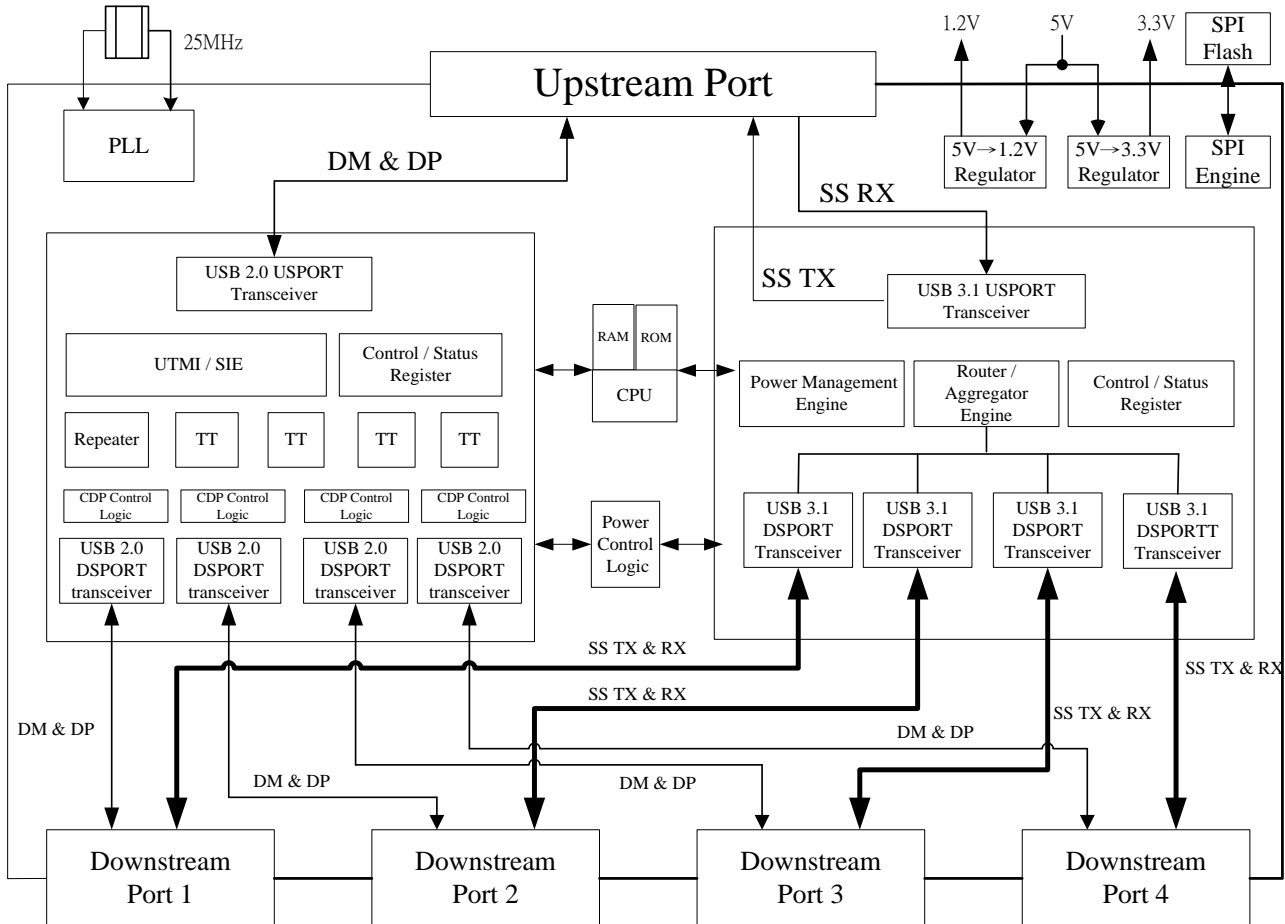 25MHz
1.2V
5V
3.3V
SPI
Flash
Upstream Port
PLL
5V→1.2V
Regulator
5V→3.3V
Regulator
SPI
Engine
DM & DP
SS RX
SS TX
USB 2.0 USPORT
Transceiver
USB 3.1 USPORT
Transceiver
UTMI / SIE
Control / Status
Register
RAM
ROM
CPU
Power Management
Engine
Router /
Aggregator
Engine
Control / Status
Register
Repeater
TT
TT
TT
TT
CDP Control
Logic
CDP Control
Logic
CDP Control
Logic
CDP Control
Logic
USB 2.0
DSPORT
transceiver
USB 2.0
DSPORT
transceiver
USB 2.0
DSPORT
transceiver
USB 2.0
DSPORT
transceiver
Power
Control
Logic
USB 3.1
DSPORT
Transceiver
USB 3.1
DSPORT
Transceiver
USB 3.1
DSPORT
Transceiver
USB 3.1
DSPORTT
Transceiver
SS TX & RX
SS TX & RX
SS TX & RX
SS TX & RX
DM & DP
DM & DP
DM & DP
DM & DP
Downstream
Port 1
Downstream
Port 2
Downstream
Port 3
Downstream
Port 4